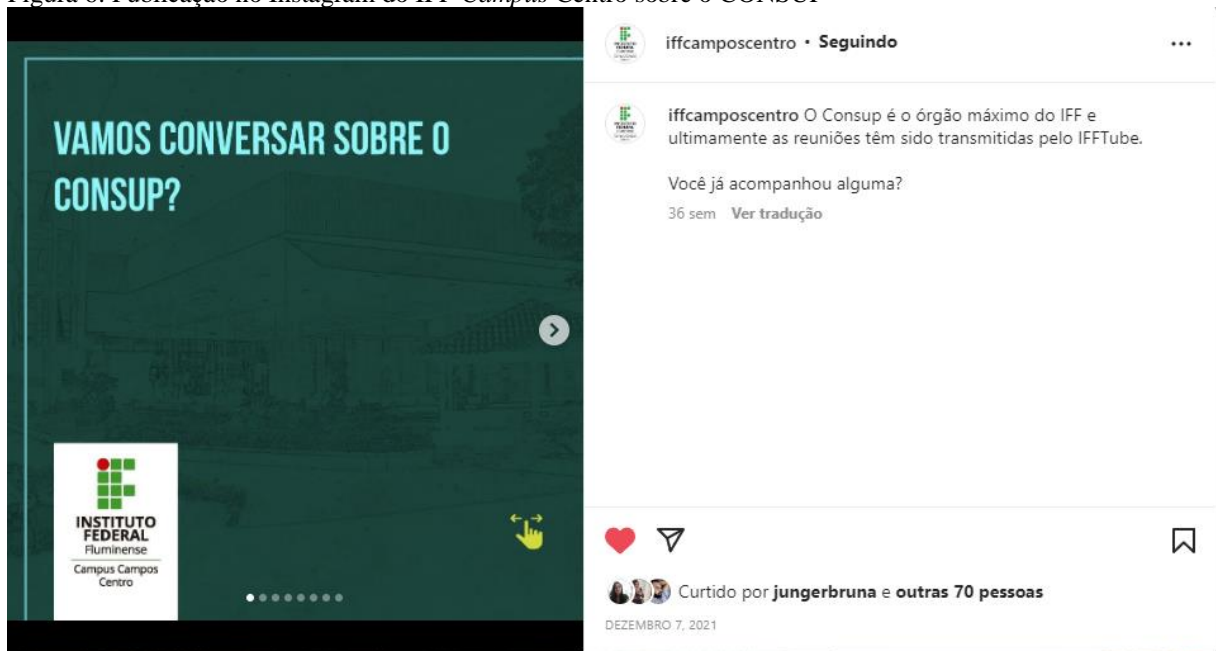 Figura 6: Publicação no Instagram do IFF Campus Centro sobre o CONSUP
VAMOS CONVERSAR SOBRE O
CONSUP?
INSTITUTO
FEDERAL
Fluminense
Campus Campos
Centro
iffcamposcentro • Seguindo
iffcamposcentro O Consup é o órgão máximo do IFF e
ultimamente as reuniões têm sido transmitidas pelo IFFTube.
Você já acompanhou alguma?
36 sem Ver tradução
Curtido por jungerbruna e outras 70 pessoas
DEZEMBRO 7, 2021